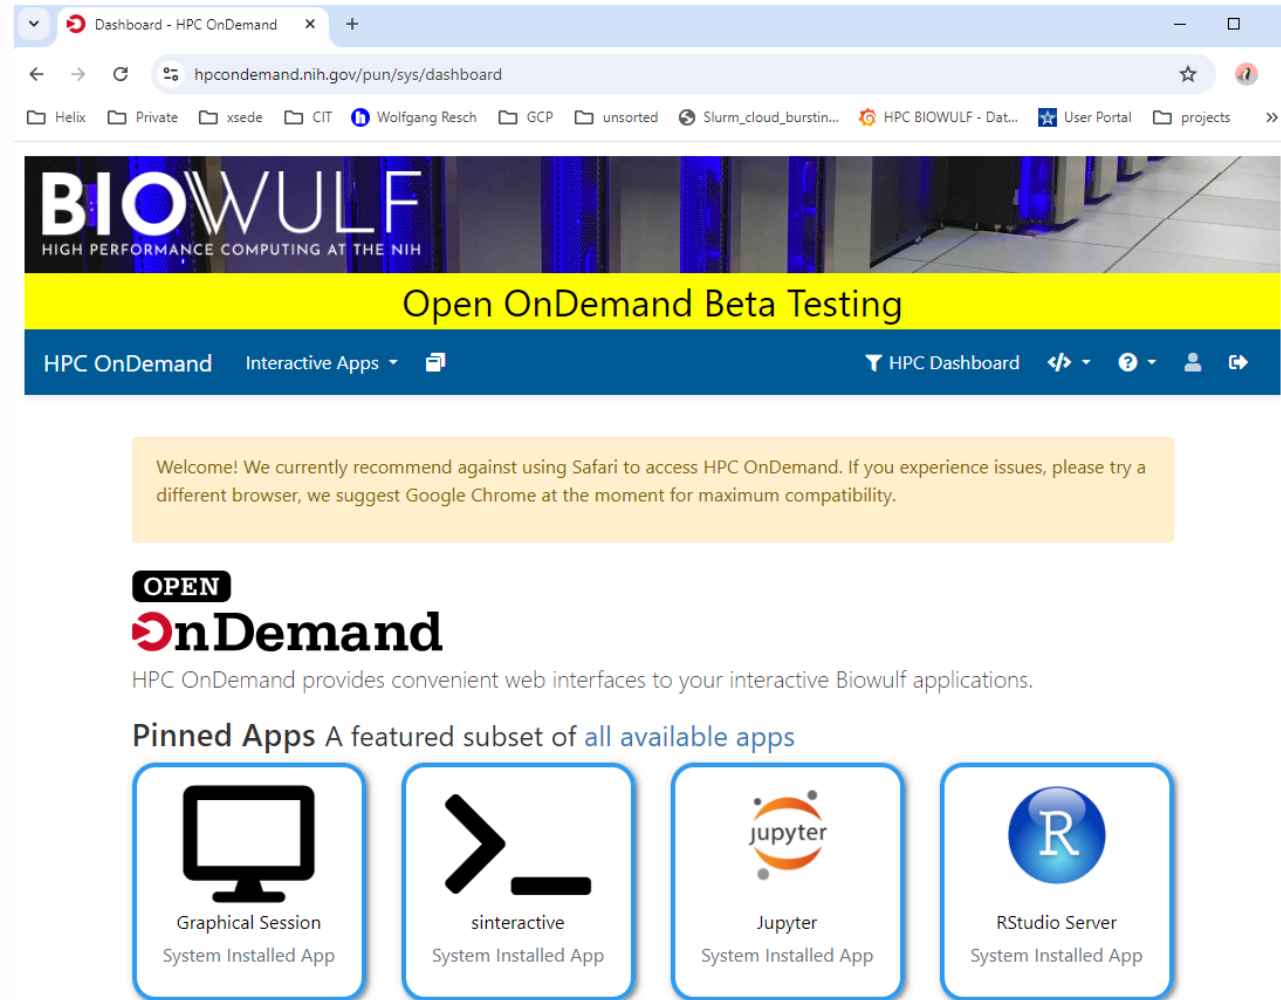 Dashboard - HPC OnDemand
hpcondemand.nih.gov/pun/sys/dashboard
Helix Private xsede CIT Wolfgang Resch GCP unsorted Slurm_cloud_burstin... HPC BIOWULF - Dat... User Portal projects
BIOWULF
HIGH PERFORMANCE COMPUTING AT THE NIH
Open OnDemand Beta Testing
HPC OnDemand Interactive Apps HPC Dashboard
Welcome! We currently recommend against using Safari to access HPC OnDemand. If you experience issues, please try a
different browser, we suggest Google Chrome at the moment for maximum compatibility.
OPEN
OnDemand
HPC OnDemand provides convenient web interfaces to your interactive Biowulf applications.
Pinned Apps A featured subset of all available apps
jupyter R
Graphical Session sinteractive Jupyter RStudio Server
System Installed App System Installed App System Installed App System Installed App